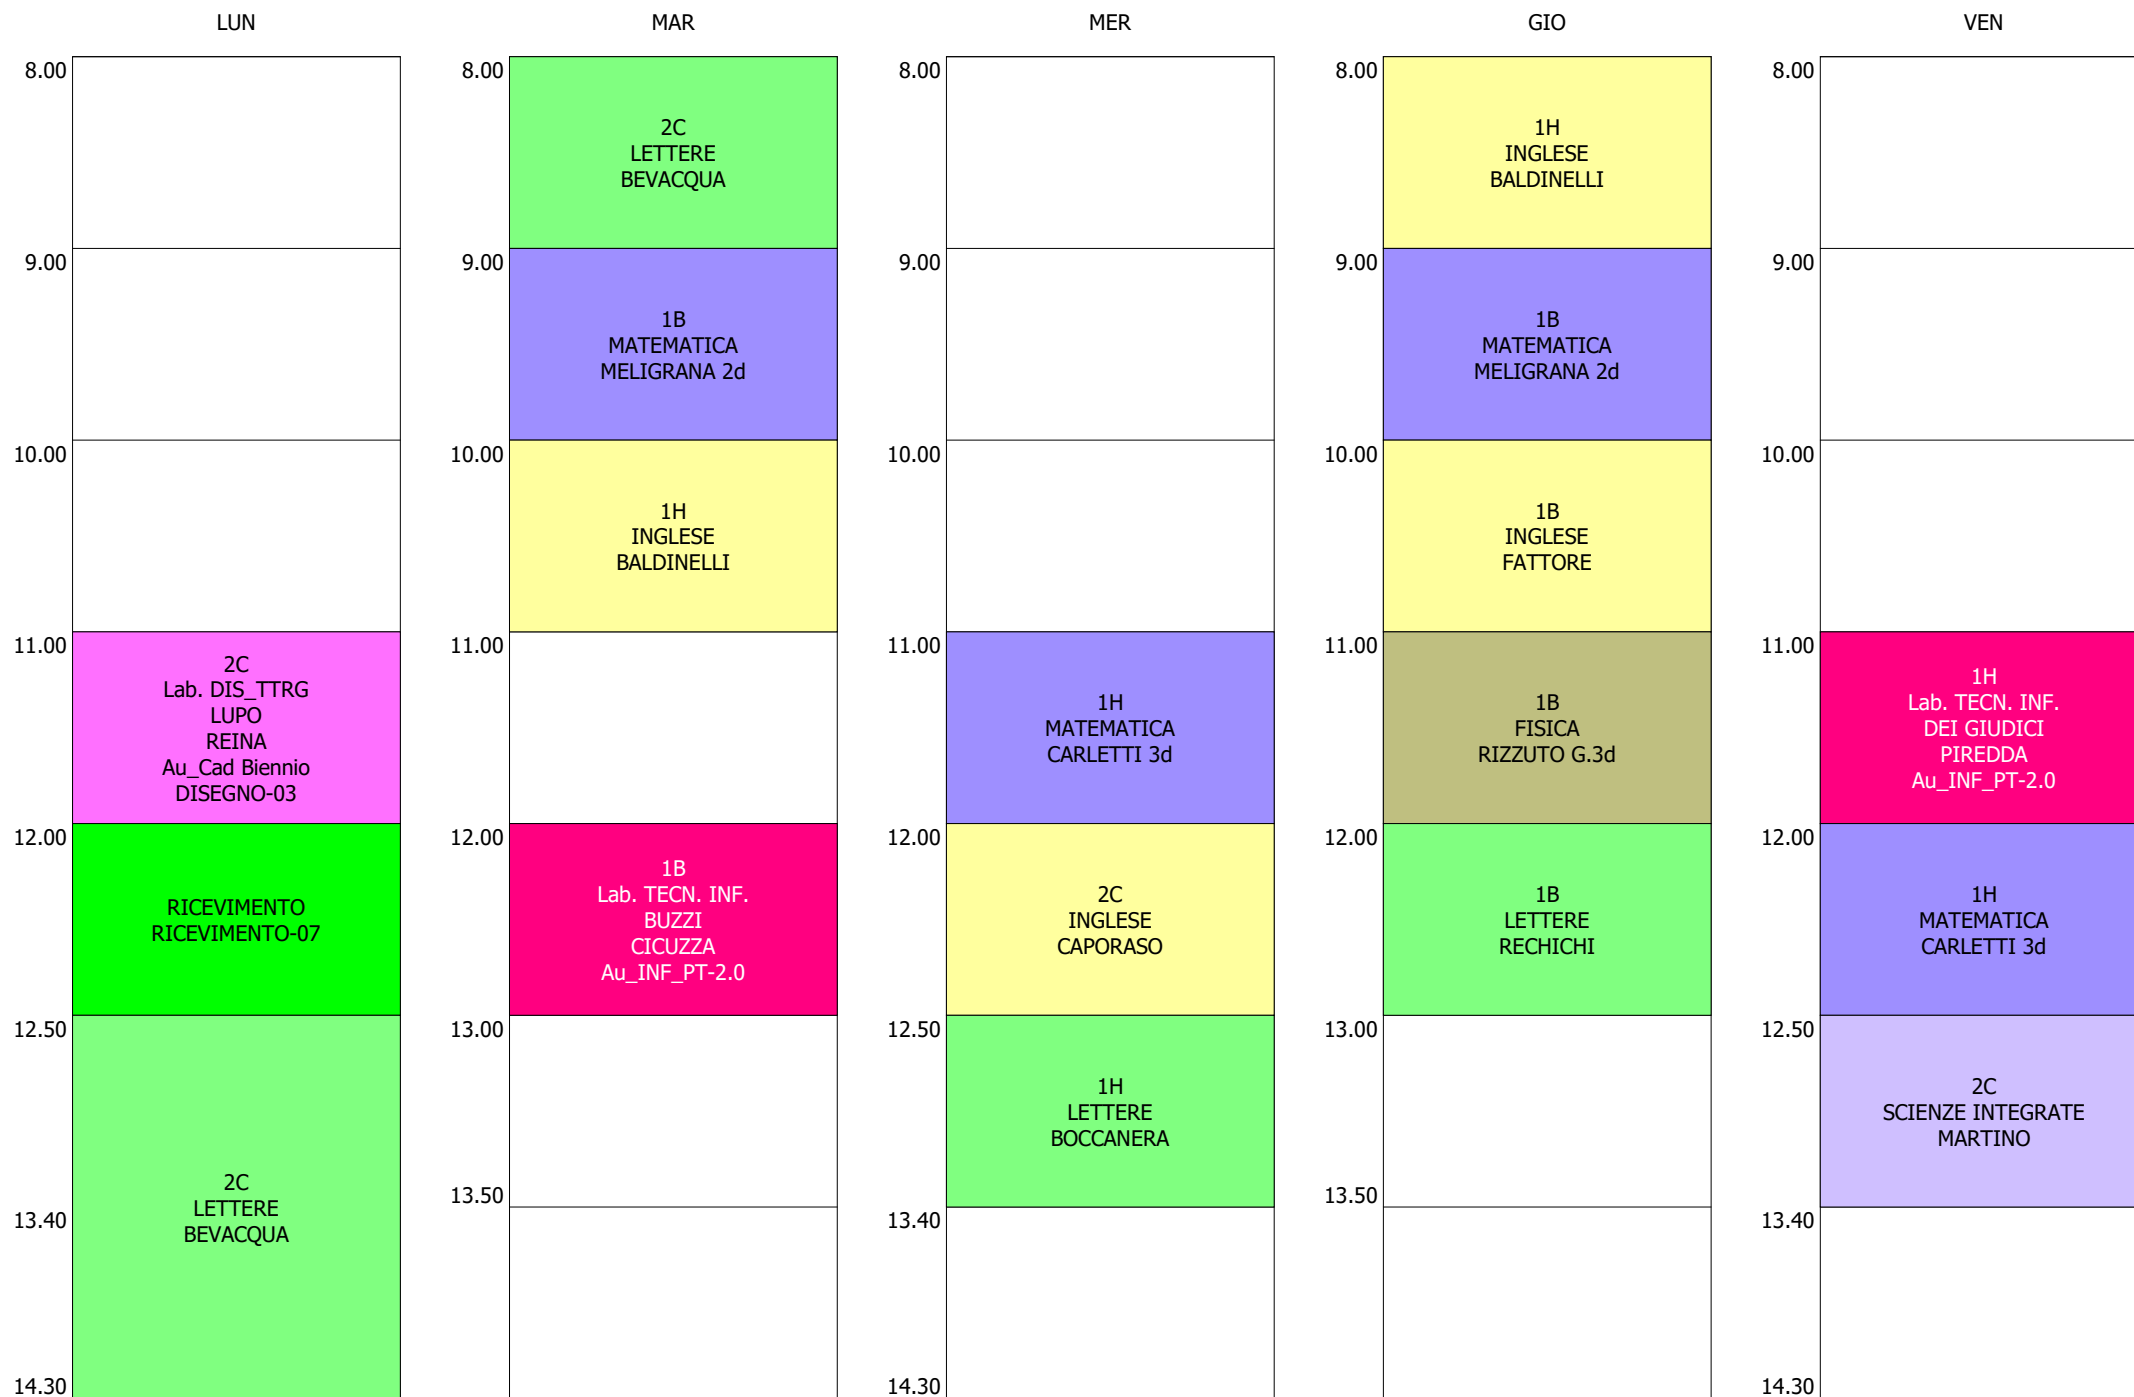 LUN
MAR
MER
GIO
VEN
8.00
9.00
10.00
11.00
2C
Lab. DIS_TTRG
LUPO
REINA
Au_Cad Biennio
DISEGNO-03
12.00
RICEVIMENTO
RICEVIMENTO-07
12.50
2C
LETTERE
BEVACQUA
13.40
14.30
8.00
2C
LETTERE
BEVACQUA
9.00
1B
MATEMATICA
MELIGRANA 2d
10.00
1H
INGLESE
BALDINELLI
11.00
12.00
1B
Lab. TECN. INF.
BUZZI
CICUZZA
Au_INF_PT-2.0
13.00
13.50
8.00
9.00
10.00
11.00
1H
MATEMATICA
CARLETTI 3d
12.00
2C
INGLESE
CAPORASO
12.50
1H
LETTERE
BOCCANERA
13.40
14.30
8.00
1H
INGLESE
BALDINELLI
9.00
1B
MATEMATICA
MELIGRANA 2d
10.00
1B
INGLESE
FATTORE
11.00
1B
FISICA
RIZZUTO G.3d
12.00
1B
LETTERE
RECHICHI
13.00
13.50
8.00
9.00
10.00
11.00
1H
Lab. TECN. INF.
DEI GIUDICI
PIREDDA
Au_INF_PT-2.0
12.00
1H
MATEMATICA
CARLETTI 3d
12.50
2C
SCIENZE INTEGRATE
MARTINO
13.40
14.30